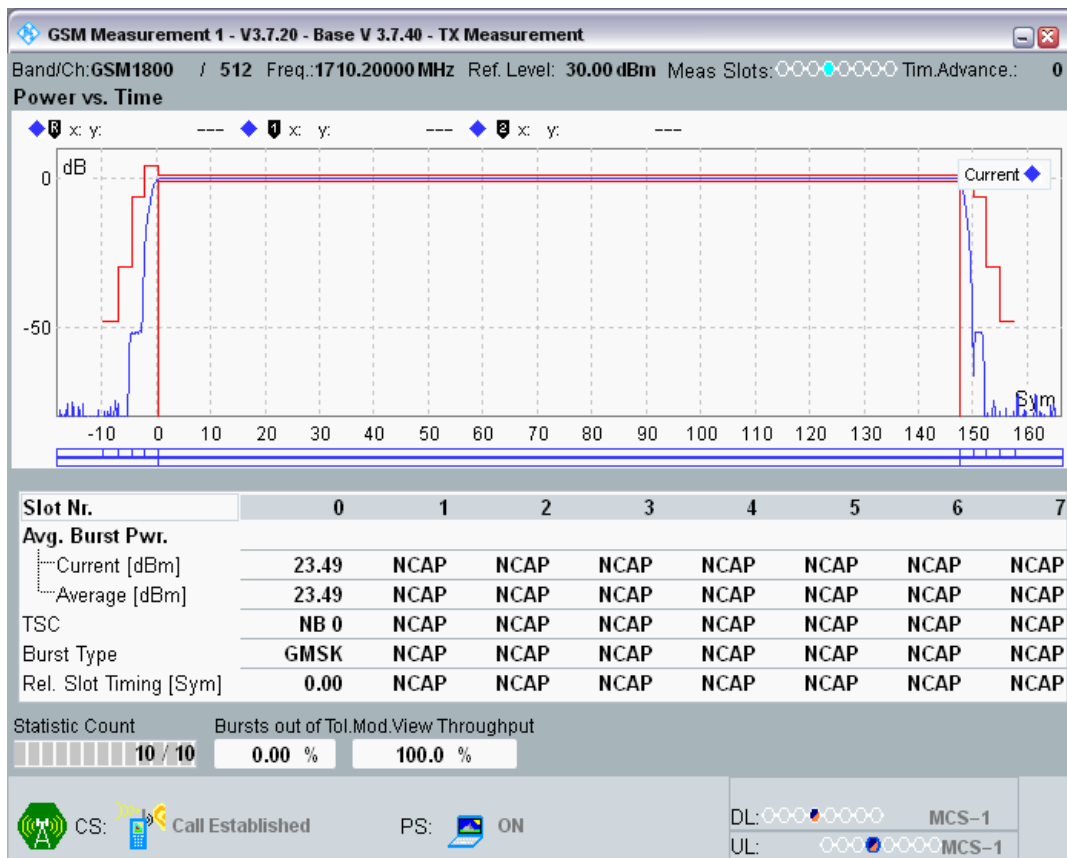 GSM Measurement 1 - V3.7.20 - Base V 3.7.40 - TX Measurement
Band/Ch:GSM1800 / 512 Freq.:1710.20000 MHz Ref. Level: 30.00 dBm Meas Slots: Tim.Advance.: 0
Power vs. Time
R x: y: --- 1 x: y: --- 2 x: y: ---
dB
Current
0
-50
Sym
-10 0 10 20 30 40 50 60 70 80 90 100 110 120 130 140 150 160
Slot Nr. 0 1 2 3 4 5 6 7
Avg. Burst Pwr.
Current [dBm] 23.49 NCAP NCAP NCAP NCAP NCAP NCAP NCAP
Average [dBm] 23.49 NCAP NCAP NCAP NCAP NCAP NCAP NCAP
TSC NB 0 NCAP NCAP NCAP NCAP NCAP NCAP NCAP
Burst Type GMSK NCAP NCAP NCAP NCAP NCAP NCAP NCAP
Rel. Slot Timing [Sym] 0.00 NCAP NCAP NCAP NCAP NCAP NCAP NCAP
Statistic Count Bursts out of Tol.Mod.View Throughput
10 / 10 0.00 % 100.0 %
CS: Call Established PS: ON DL: MCS-1
UL: MCS-1